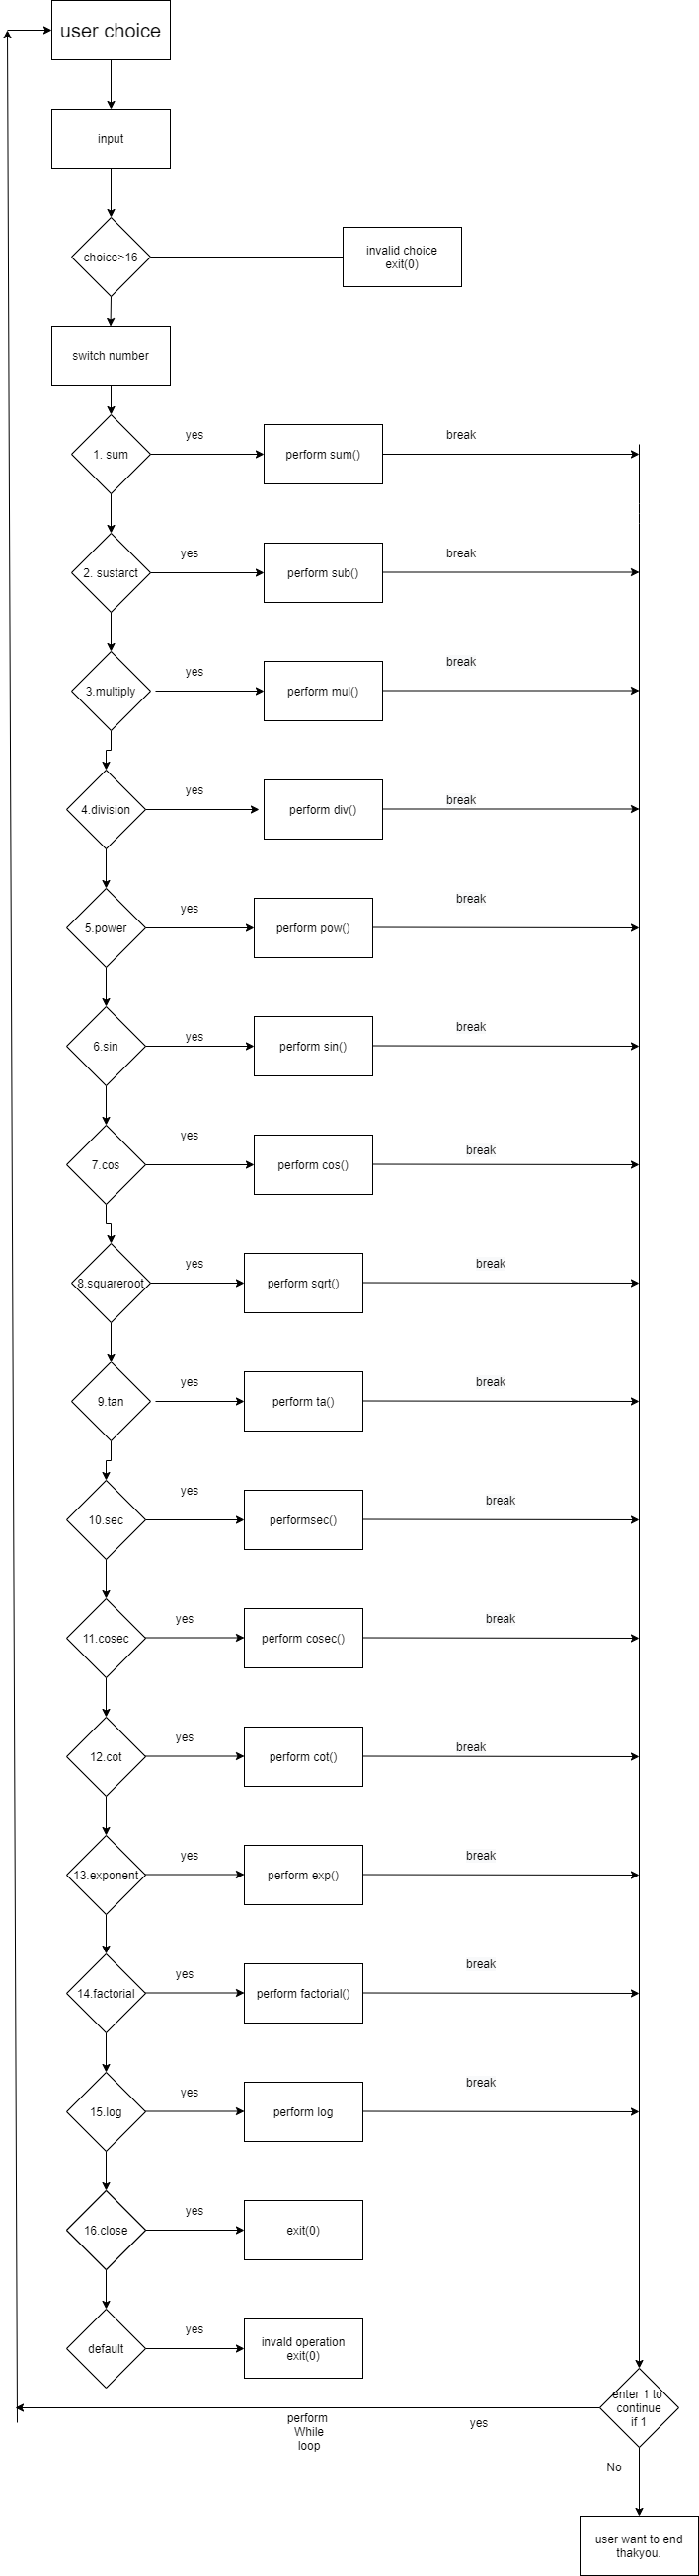 user choice
input
choice>16
invalid choice
exit(0)
switch number
1. sum
yes
perform sum()
break
2. sustarct
yes
perform sub()
break
3.multiply
yes
perform mul()
break
4.division
yes
perform div()
break
5.power
yes
perform pow()
break
6.sin
yes
perform sin()
break
7.cos
yes
perform cos()
break
8.squareroot
yes
perform sqrt()
break
9.tan
yes
perform ta()
break
10.sec
yes
performsec()
break
11.cosec
yes
perform cosec()
break
12.cot
yes
perform cot()
break
13.exponent
yes
perform exp()
break
14.factorial
yes
perform factorial()
break
15.log
yes
perform log
break
16.close
yes
exit(0)
default
yes
invald operation
exit(0)
enter 1 to
continue
if 1
perform
While
loop
yes
No
user want to end
thakyou.